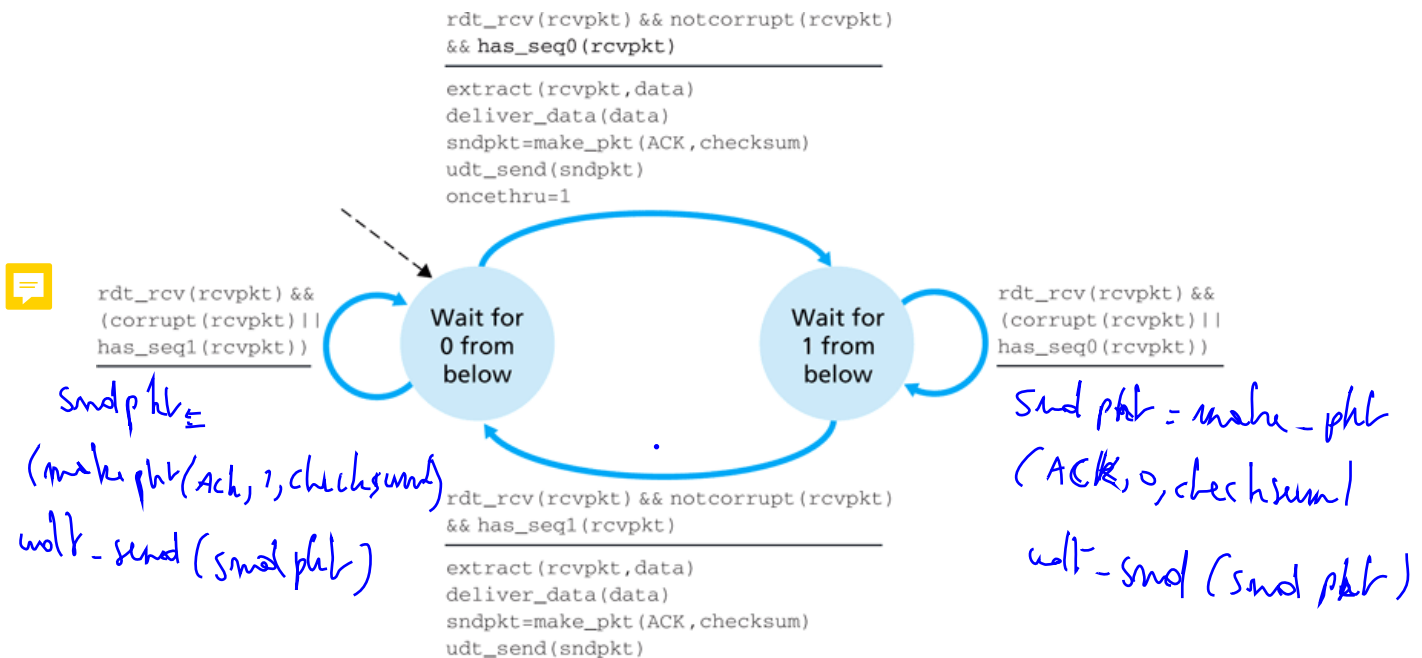 rdt_rcv(rcvpkt) && notcorrupt(rcvpkt)
&& has_seq0(rcvpkt)
extract(rcvpkt,data)
deliver_data(data)
sndpkt=make_pkt(ACK,checksum)
udt_send(sndpkt)
oncethru=1
rdt_rcv(rcvpkt) &&
(corrupt(rcvpkt)||
has_seq1(rcvpkt))
Wait for
0 from
below
Wait for
1 from
below
rdt_rcv(rcvpkt) &&
(corrupt(rcvpkt)||
has_seq0(rcvpkt))
sndpkt=
(makepkt(Ack, 1, checksum)
udt_send(sndpkt)
sndpkt = make_pkt
(ACK, 0, checksum)
udt_snd(sndpkt)
rdt_rcv(rcvpkt) && notcorrupt(rcvpkt)
&& has_seq1(rcvpkt)
extract(rcvpkt,data)
deliver_data(data)
sndpkt=make_pkt(ACK,checksum)
udt_send(sndpkt)